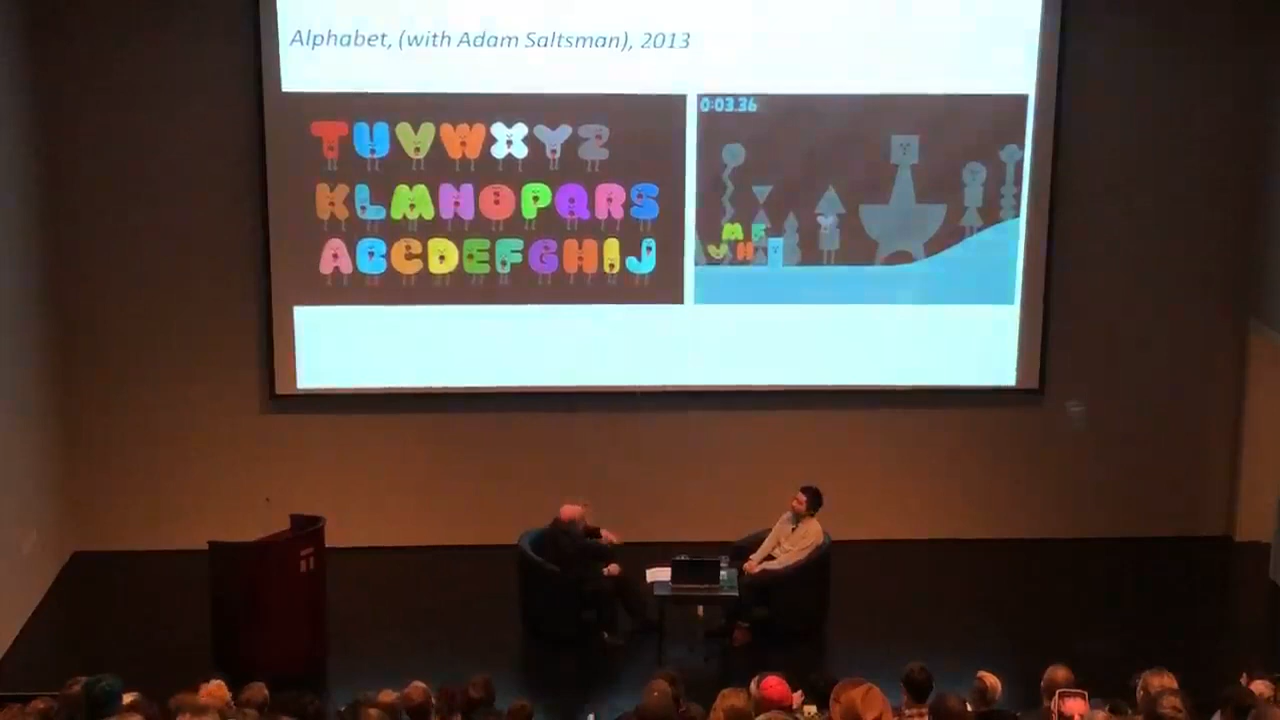 Alphabet, (with Adam Saltsman), 2013
TUVWXYZ
KLMNOPQRS
ABCDEFGHIJ
0:03.36
M F
V H